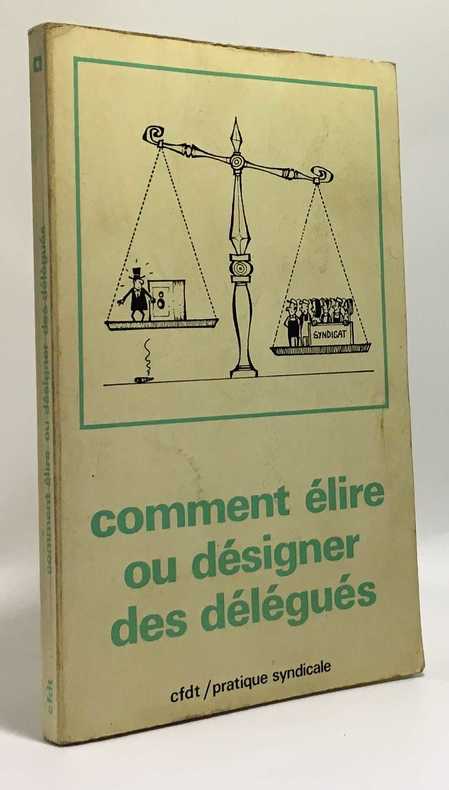 SYNDICAT
comment élire
ou désigner
des délégués
cfdt/pratique syndicale
comment élire ou désigner des délégués
cfdt